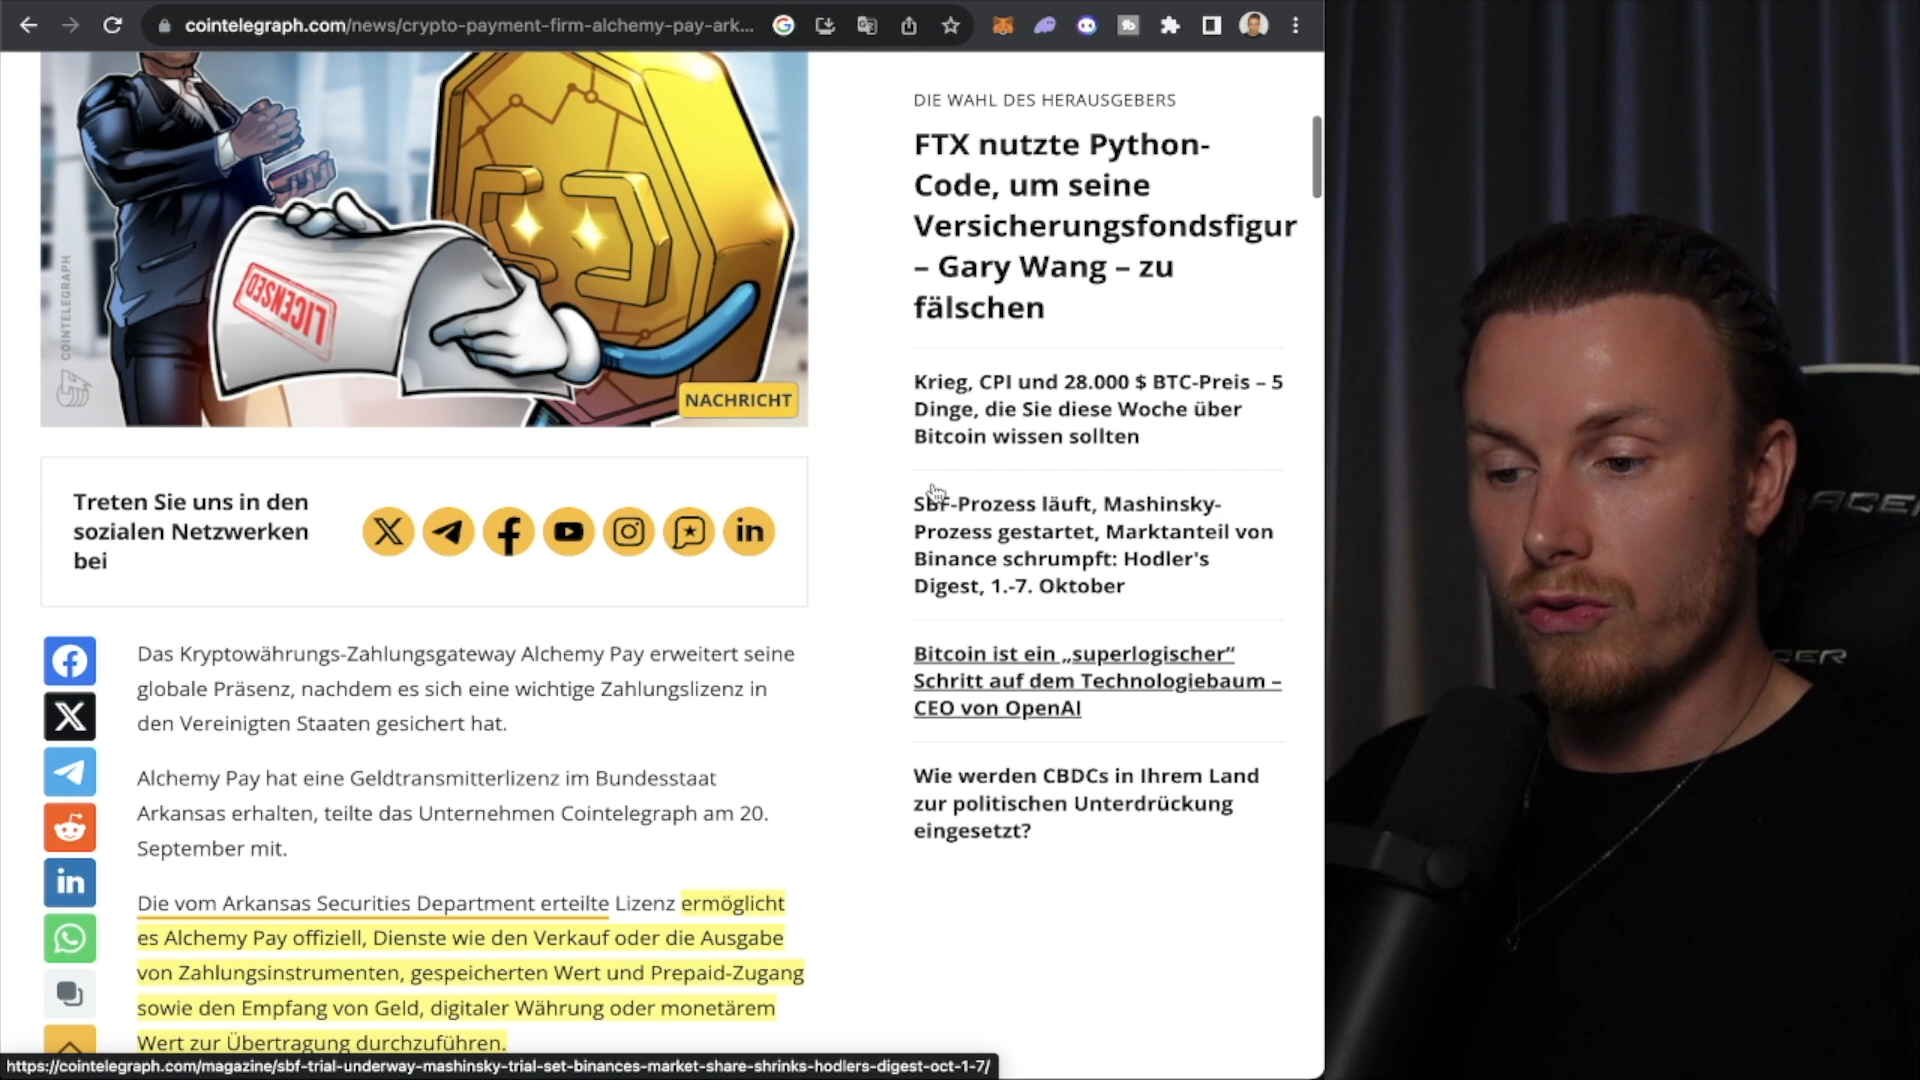 cointelegraph.com/news/crypto-payment-firm-alchemy-pay-ark...
COINTELEGRAPH
LICENSED
NACHRICHT
Treten Sie uns in den
sozialen Netzwerken
bei
Das Kryptowährungs-Zahlungsgateway Alchemy Pay erweitert seine
globale Präsenz, nachdem es sich eine wichtige Zahlungslizenz in
den Vereinigten Staaten gesichert hat.
Alchemy Pay hat eine Geldtransmitterlizenz im Bundesstaat
Arkansas erhalten, teilte das Unternehmen Cointelegraph am 20.
September mit.
Die vom Arkansas Securities Department erteilte Lizenz ermöglicht
es Alchemy Pay offiziell, Dienste wie den Verkauf oder die Ausgabe
von Zahlungsinstrumenten, gespeicherten Wert und Prepaid-Zugang
sowie den Empfang von Geld, digitaler Währung oder monetärem
Wert zur Übertragung durchzuführen.
DIE WAHL DES HERAUSGEBERS
FTX nutzte Python-
Code, um seine
Versicherungsfondsfigur
– Gary Wang – zu
fälschen
Krieg, CPI und 28.000 $ BTC-Preis – 5
Dinge, die Sie diese Woche über
Bitcoin wissen sollten
SBF-Prozess läuft, Mashinsky-
Prozess gestartet, Marktanteil von
Binance schrumpft: Hodler's
Digest, 1.-7. Oktober
Bitcoin ist ein „superlogischer“
Schritt auf dem Technologiebaum –
CEO von OpenAI
Wie werden CBDCs in Ihrem Land
zur politischen Unterdrückung
eingesetzt?
https://cointelegraph.com/magazine/sbf-trial-underway-mashinsky-trial-set-binances-market-share-shrinks-hodlers-digest-oct-1-7/